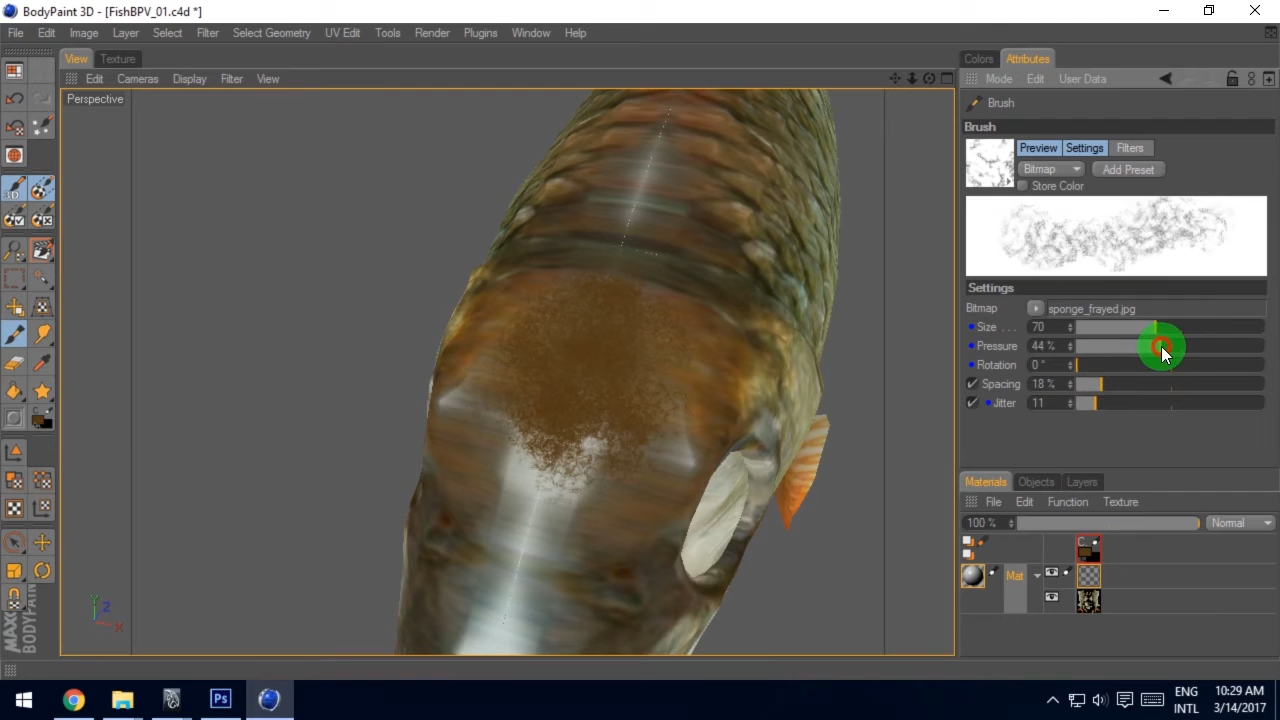 BodyPaint 3D - [FishBPV_01.c4d *]
File Edit Image Layer Select Filter Select Geometry UV Edit Tools Render Plugins Window Help
View Texture
Edit Cameras Display Filter View
Perspective
Colors Attributes
Mode Edit User Data
Brush
Brush
Preview Settings Filters
Bitmap Add Preset
Store Color
Settings
Bitmap sponge_frayed.jpg
Size . . . 70
Pressure 44 %
Rotation 0 °
Spacing 18 %
Jitter 11
Materials Objects Layers
File Edit Function Texture
100 % Normal
C..
Mat
3D
C..
Y Z X
MAXON
BODYPAINT
Ps
ENG
INTL
10:29 AM
3/14/2017